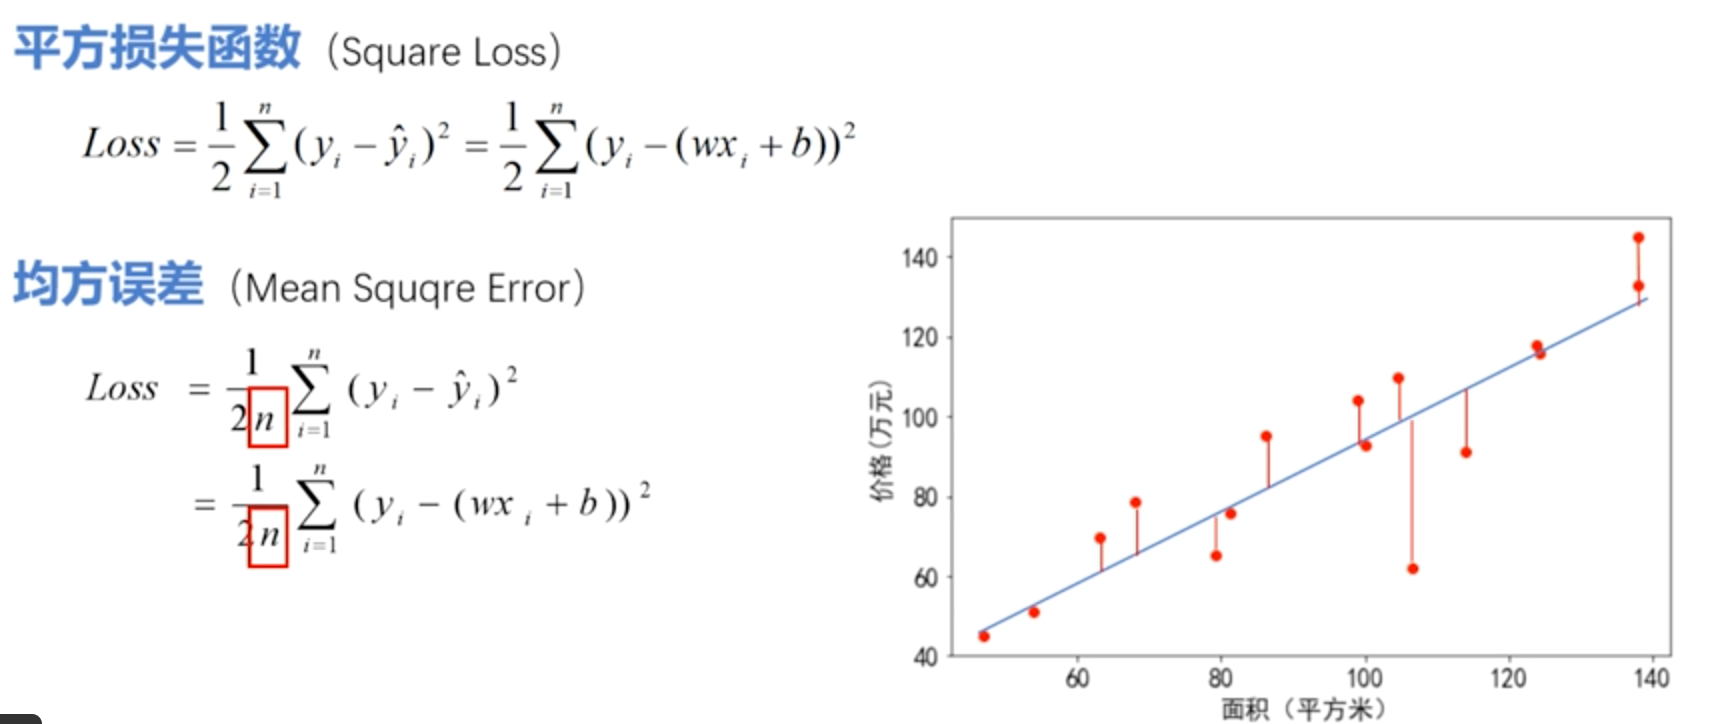 平方损失函数（Square Loss）
Loss = \frac{1}{2} \sum_{i=1}^{n} (y_i - \hat{y}_i)^2 = \frac{1}{2} \sum_{i=1}^{n} (y_i - (wx_i + b))^2
均方误差（Mean Squqre Error）
Loss = \frac{1}{2n} \sum_{i=1}^{n} (y_i - \hat{y}_i)^2
= \frac{1}{2n} \sum_{i=1}^{n} (y_i - (wx_i + b))^2
140
120
100
80
60
40
价格(万元)
60 80 100 120 140
面积（平方米）